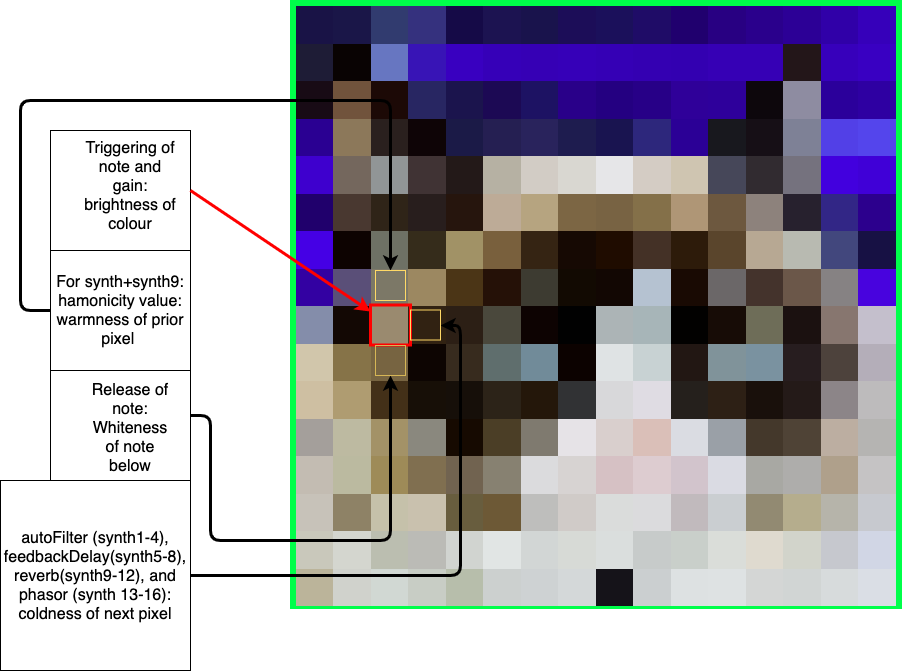 Triggering of
note and
gain:
brightness of
colour
For synth+synth9:
hamonicity value:
warmness of prior
pixel
Release of
note:
Whiteness
of note
below
autoFilter (synth1-4),
feedbackDelay(synth5-8),
reverb(synth9-12), and
phasor (synth 13-16):
coldness of next pixel